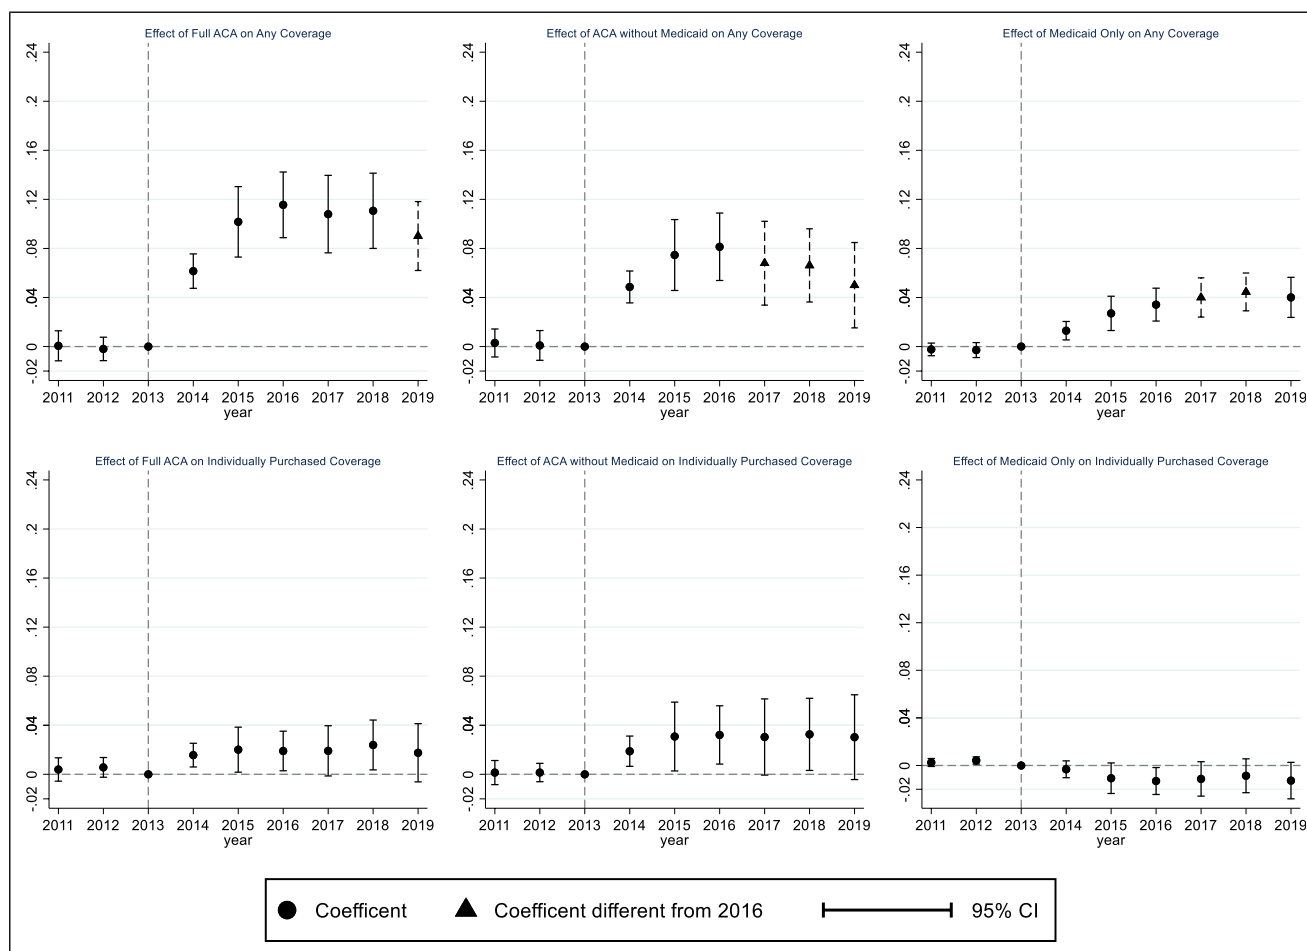 Effect of Full ACA on Any Coverage
.24
.2
.16
.12
.08
.04
0
-.02
2011 2012 2013 2014 2015 2016 2017 2018 2019
year
Effect of ACA without Medicaid on Any Coverage
.24
.2
.16
.12
.08
.04
0
-.02
2011 2012 2013 2014 2015 2016 2017 2018 2019
year
Effect of Medicaid Only on Any Coverage
.24
.2
.16
.12
.08
.04
0
-.02
2011 2012 2013 2014 2015 2016 2017 2018 2019
year
Effect of Full ACA on Individually Purchased Coverage
.24
.2
.16
.12
.08
.04
0
-.02
2011 2012 2013 2014 2015 2016 2017 2018 2019
year
Effect of ACA without Medicaid on Individually Purchased Coverage
.24
.2
.16
.12
.08
.04
0
-.02
2011 2012 2013 2014 2015 2016 2017 2018 2019
year
Effect of Medicaid Only on Individually Purchased Coverage
.24
.2
.16
.12
.08
.04
0
-.02
2011 2012 2013 2014 2015 2016 2017 2018 2019
year
Coefficent
Coefficent different from 2016
95% CI